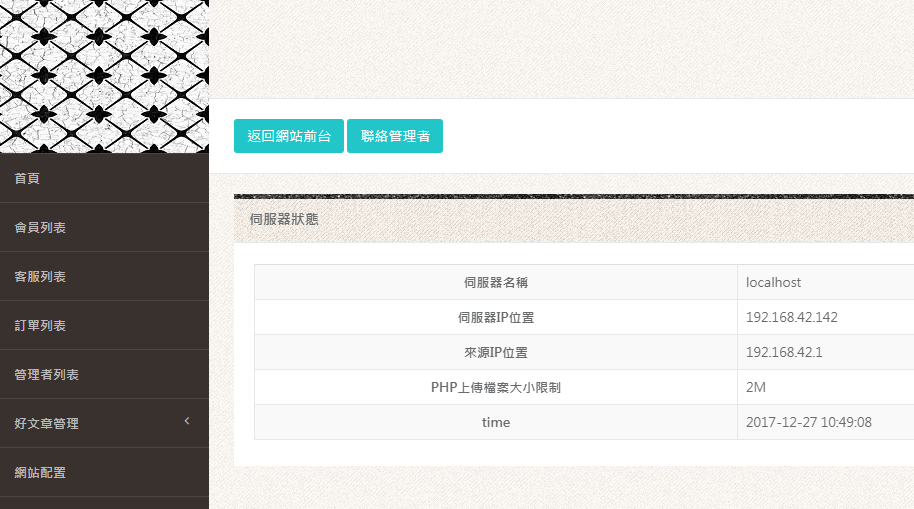 返回網站前台 聯絡管理者
首頁
會員列表
客服列表
訂單列表
管理者列表
好文章管理
網站配置
伺服器狀態
伺服器名稱 localhost
伺服器IP位置 192.168.42.142
來源IP位置 192.168.42.1
PHP上傳檔案大小限制 2M
time 2017-12-27 10:49:08